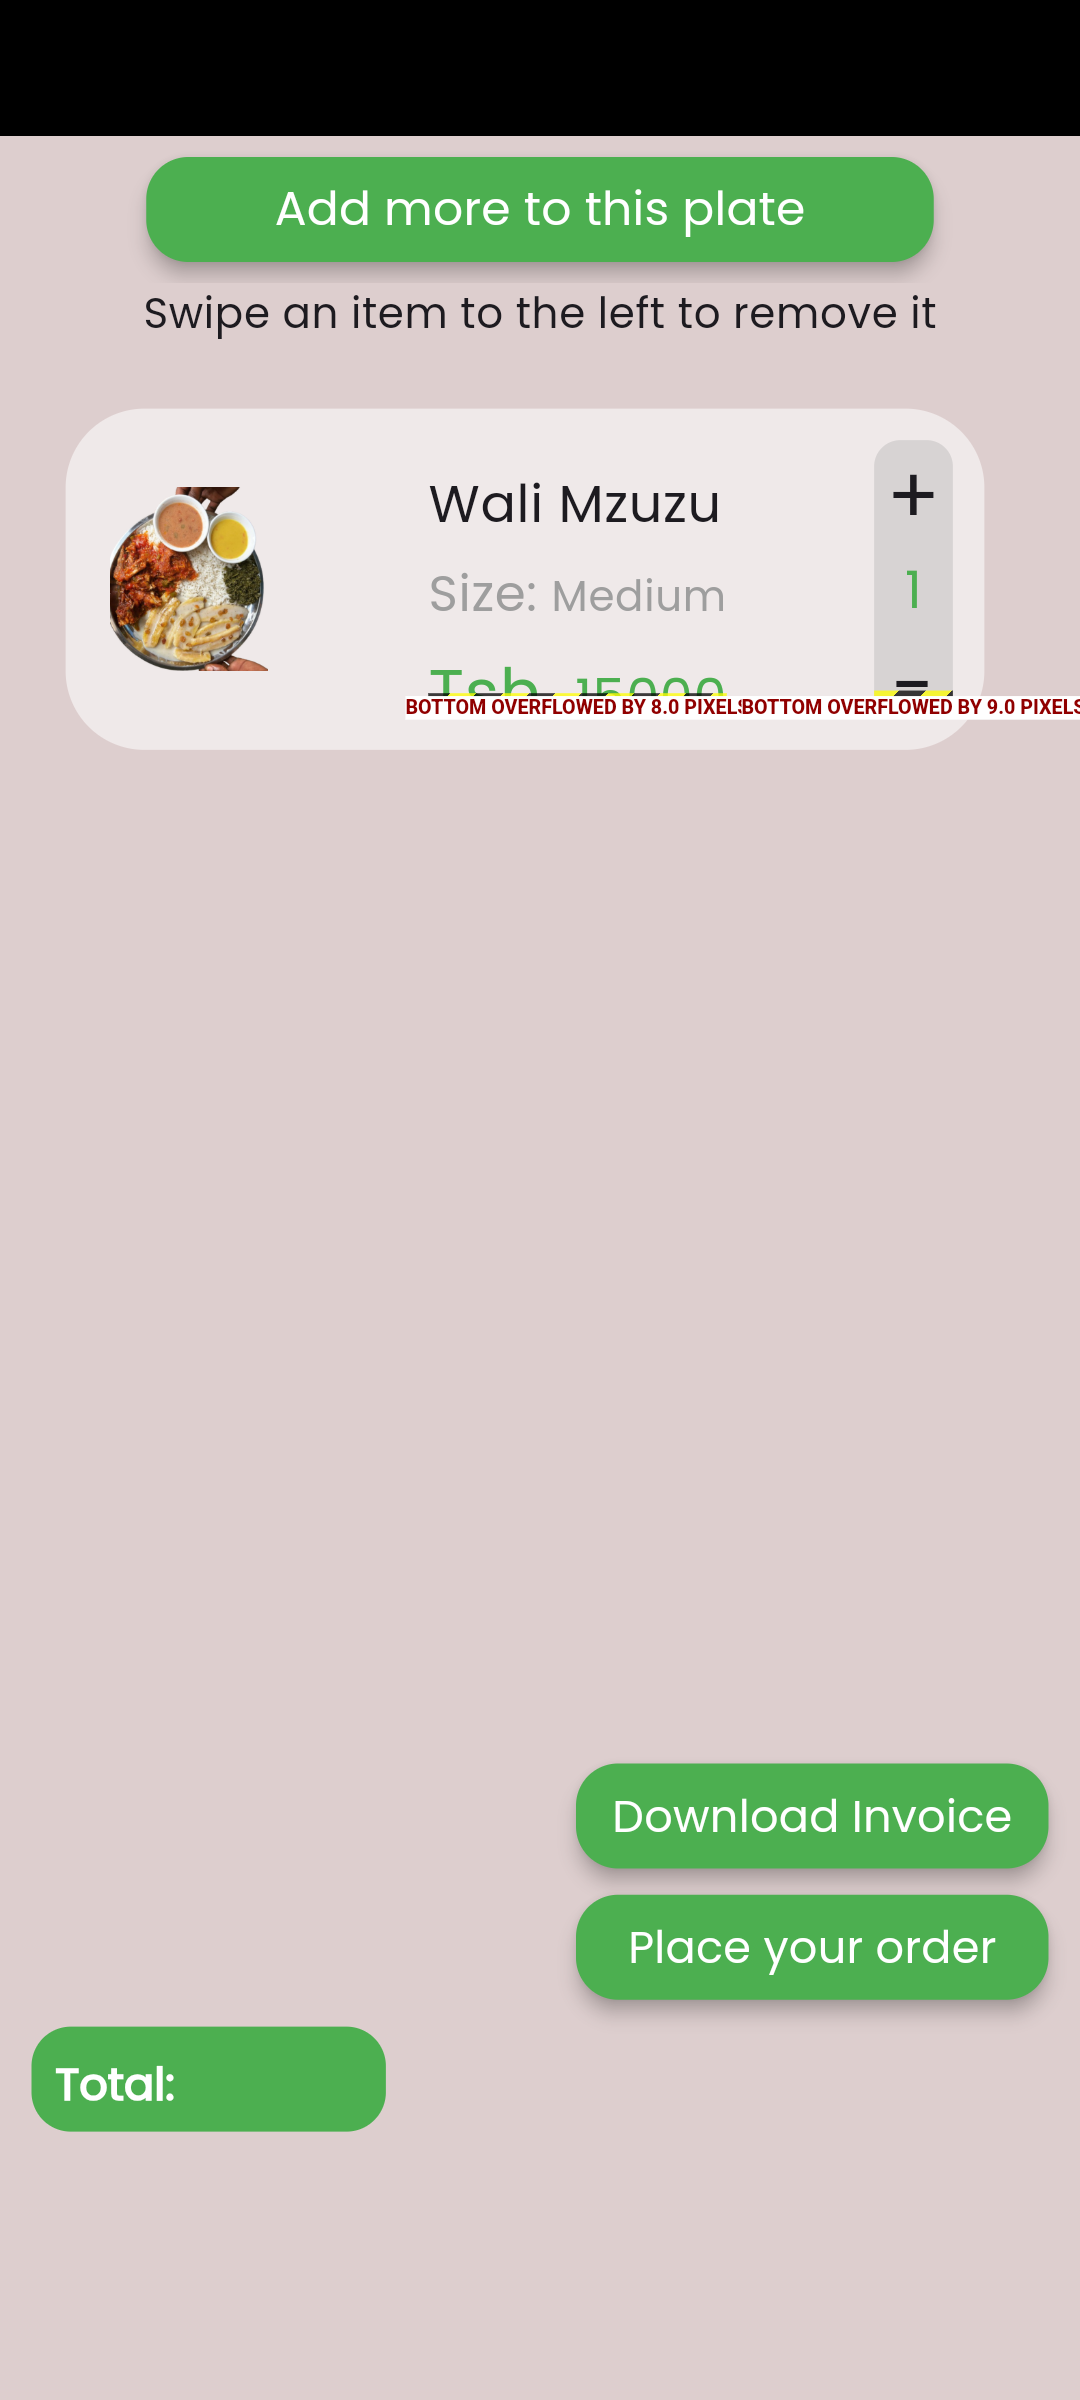 Add more to this plate
Swipe an item to the left to remove it
Wali Mzuzu
+
Size: Medium
1
Tsh 15000
BOTTOM OVERFLOWED BY 8.0 PIXELS
BOTTOM OVERFLOWED BY 9.0 PIXELS
Download Invoice
Place your order
Total: